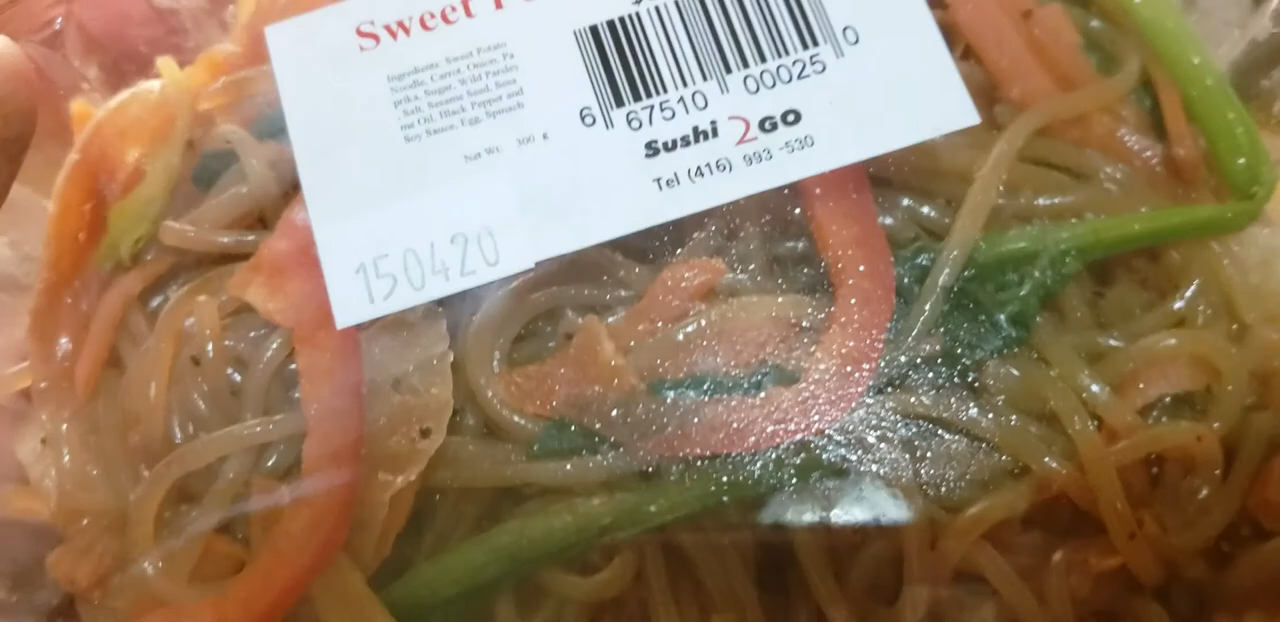 Sweet
Ingredients: Sweet Potato
Noodle, Carrot, Onion, Pa
prika, Sugar, Wild Parsley
, Salt, Sesame Seed, Sesa
me Oil, Black Pepper and
Soy Sauce, Egg, Spinach
Net Wt: 300 g
6 67510 00025 0
Sushi 2GO
Tel (416) 993 -530
150420